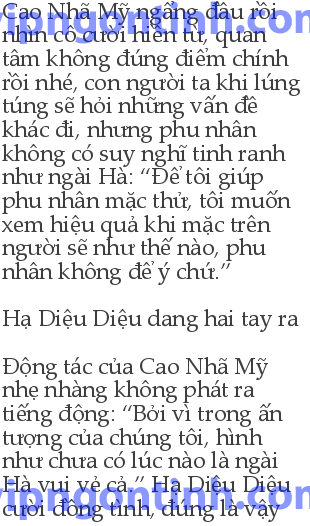 Cao Nhã Mỹ ngẩng đầu rồi
nhìn cô cười hiền từ, quan
tâm không đúng điểm chính
rồi nhé, con người ta khi lúng
túng sẽ hỏi những vấn đề
khác đi, nhưng phu nhân
không có suy nghĩ tinh ranh
như ngài Hà: “Để tôi giúp
phu nhân mặc thử, tôi muốn
xem hiệu quả khi mặc trên
người sẽ như thế nào, phu
nhân không để ý chứ.”
Hạ Diệu Diệu dang hai tay ra
Động tác của Cao Nhã Mỹ
nhẹ nhàng không phát ra
tiếng động: “Bởi vì trong ấn
tượng của chúng tôi, hình
như chưa có lúc nào là ngài
Hà vui vẻ cả.” Hạ Diệu Diệu
cười đồng tình, đúng là vậy